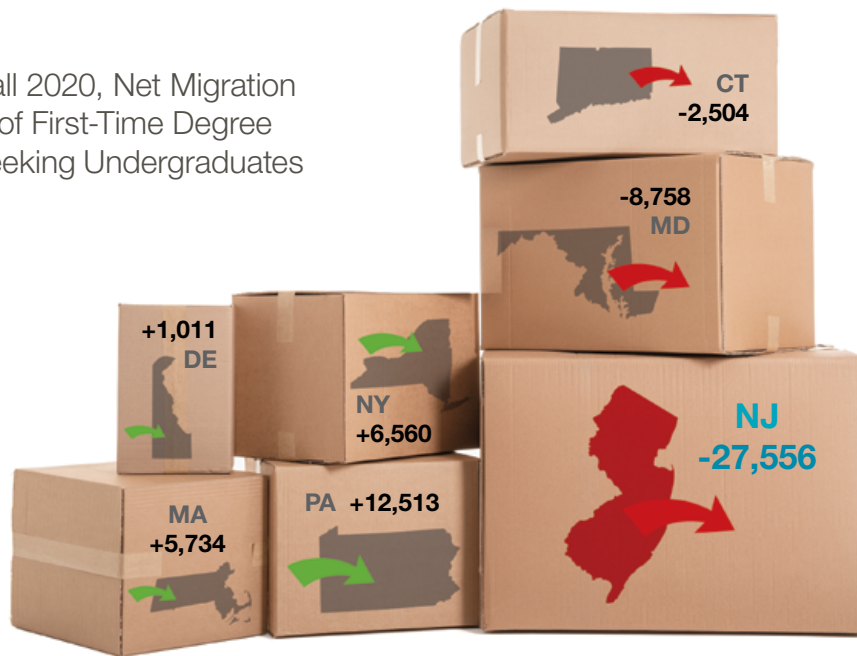 all 2020, Net Migration
of First-Time Degree
eeking Undergraduates
CT
-2,504
-8,758
MD
+1,011
DE
NY
+6,560
NJ
-27,556
MA
+5,734
PA +12,513